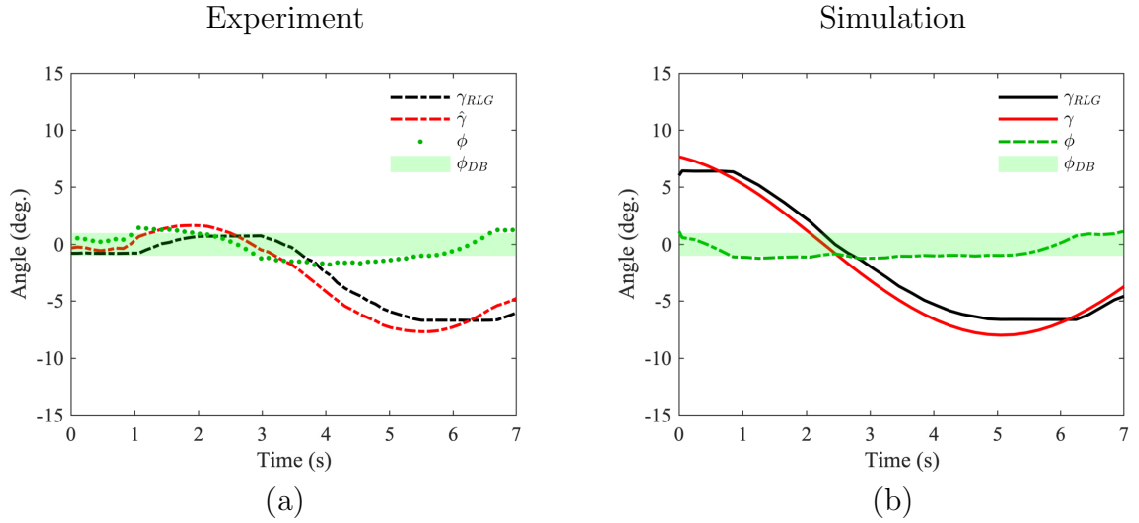 Experiment
Simulation
15
10
5
0
-5
-10
-15
Angle (deg.)
γRLG
γ̂
ϕ
ϕDB
0 1 2 3 4 5 6 7
Time (s)
(a)
15
10
5
0
-5
-10
-15
Angle (deg.)
γRLG
γ
ϕ
ϕDB
0 1 2 3 4 5 6 7
Time (s)
(b)